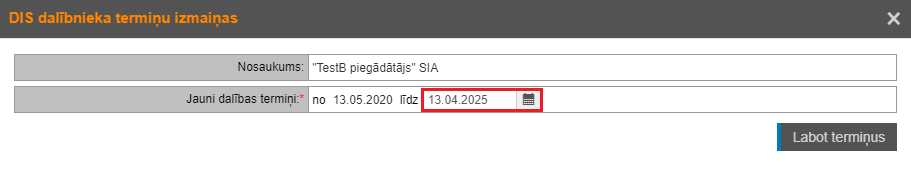 DIS dalībnieka termiņu izmaiņas
Nosaukums: "TestB piegādātājs" SIA
Jauni dalības termiņi:* no 13.05.2020 līdz 13.04.2025
Labot termiņus